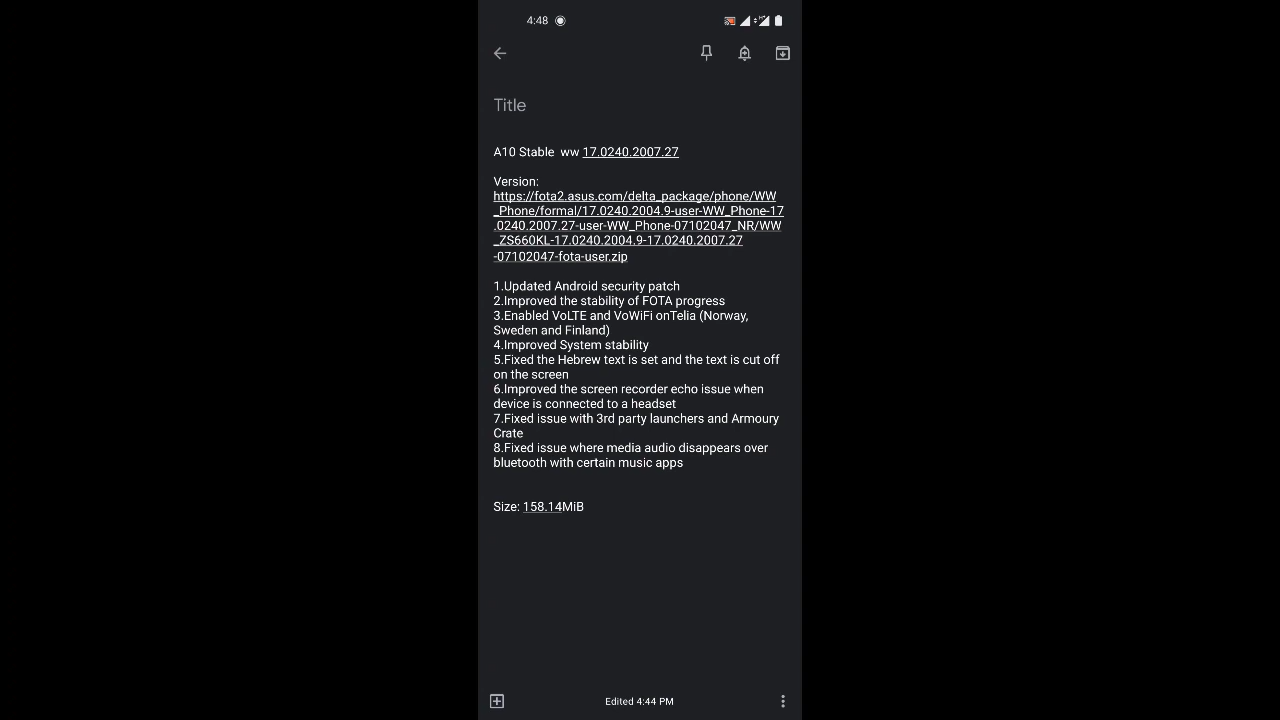 4:48
Title
A10 Stable  ww 17.0240.2007.27
Version:
https://fota2.asus.com/delta_package/phone/WW
_Phone/formal/17.0240.2004.9-user-WW_Phone-17
.0240.2007.27-user-WW_Phone-07102047_NR/WW
_ZS660KL-17.0240.2004.9-17.0240.2007.27
-07102047-fota-user.zip
1.Updated Android security patch
2.Improved the stability of FOTA progress
3.Enabled VoLTE and VoWiFi onTelia (Norway,
Sweden and Finland)
4.Improved System stability
5.Fixed the Hebrew text is set and the text is cut off
on the screen
6.Improved the screen recorder echo issue when
device is connected to a headset
7.Fixed issue with 3rd party launchers and Armoury
Crate
8.Fixed issue where media audio disappears over
bluetooth with certain music apps
Size: 158.14MiB
Edited 4:44 PM